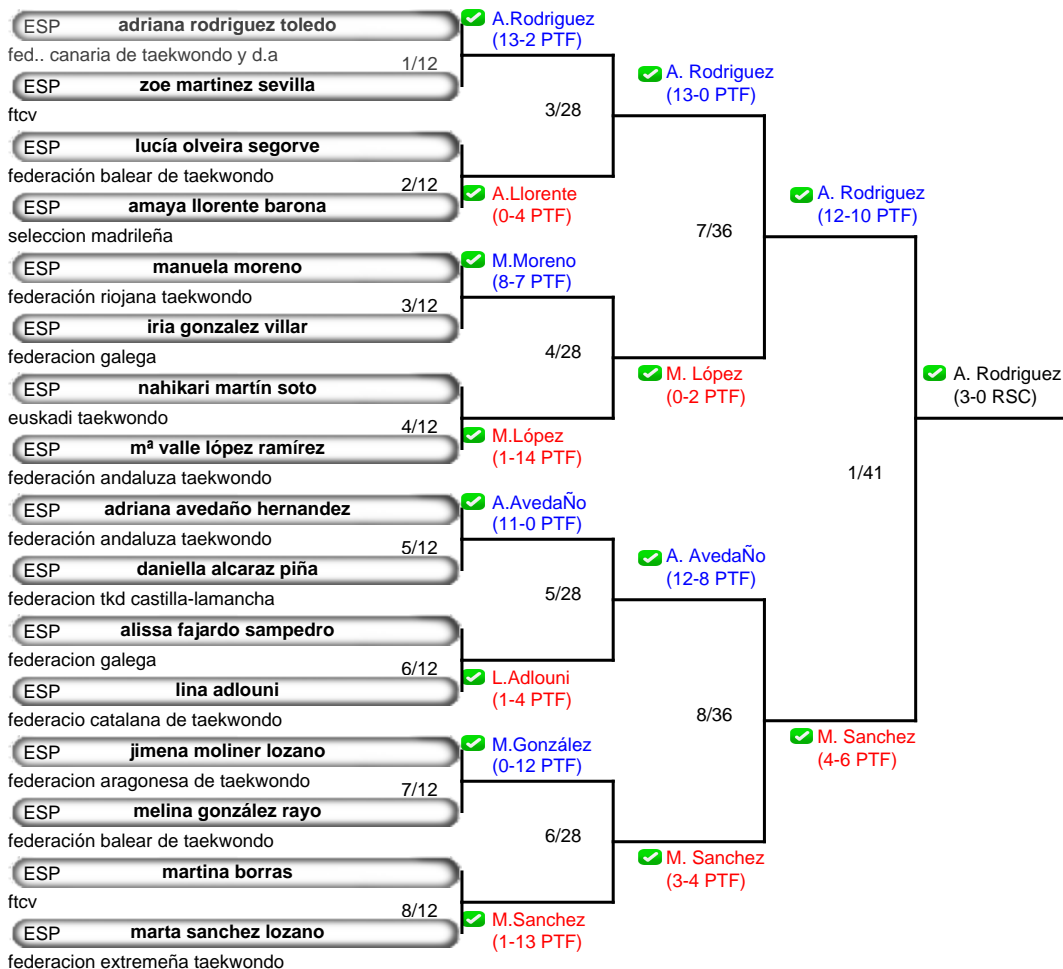 ESP adriana rodriguez toledo
fed.. canaria de taekwondo y d.a
1/12
ESP zoe martinez sevilla
ftcv
ESP lucía olveira segorve
federación balear de taekwondo
2/12
ESP amaya llorente barona
seleccion madrileña
ESP manuela moreno
federación riojana taekwondo
3/12
ESP iria gonzalez villar
federacion galega
ESP nahikari martín soto
euskadi taekwondo
4/12
ESP mª valle lópez ramírez
federación andaluza taekwondo
ESP adriana avedaño hernandez
federación andaluza taekwondo
5/12
ESP daniella alcaraz piña
federacion tkd castilla-lamancha
ESP alissa fajardo sampedro
federacion galega
6/12
ESP lina adlouni
federacio catalana de taekwondo
ESP jimena moliner lozano
federacion aragonesa de taekwondo
7/12
ESP melina gonzález rayo
federación balear de taekwondo
ESP martina borras
ftcv
8/12
ESP marta sanchez lozano
federacion extremeña taekwondo
A.Rodriguez
(13-2 PTF)
3/28
A.Llorente
(0-4 PTF)
M.Moreno
(8-7 PTF)
4/28
M.López
(1-14 PTF)
A.AvedaÑo
(11-0 PTF)
5/28
L.Adlouni
(1-4 PTF)
M.González
(0-12 PTF)
6/28
M.Sanchez
(1-13 PTF)
A. Rodriguez
(13-0 PTF)
7/36
M. López
(0-2 PTF)
A. AvedaÑo
(12-8 PTF)
8/36
M. Sanchez
(3-4 PTF)
A. Rodriguez
(12-10 PTF)
1/41
M. Sanchez
(4-6 PTF)
A. Rodriguez
(3-0 RSC)